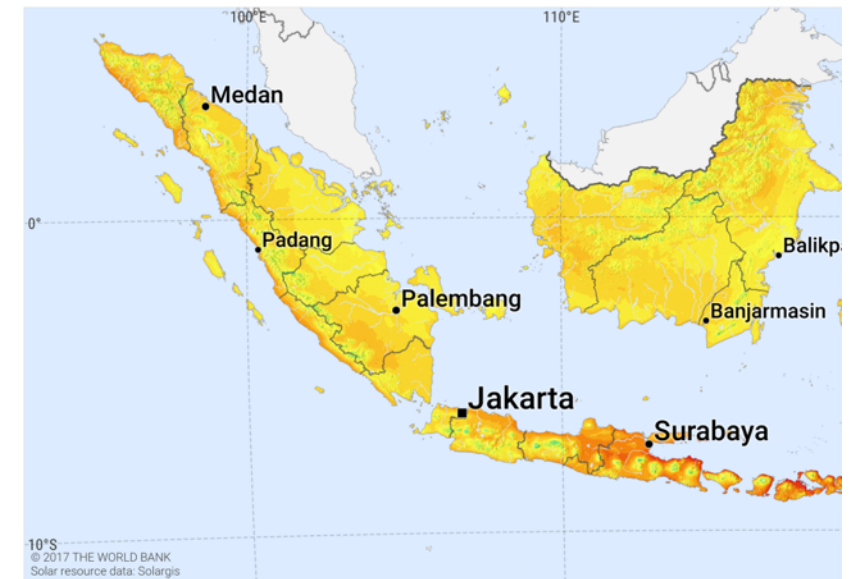 100°E
110°E
Medan
0°
Padang
Balikpa
Palembang
Banjarmasin
Jakarta
Surabaya
10°S
© 2017 THE WORLD BANK
Solar resource data: Solargis